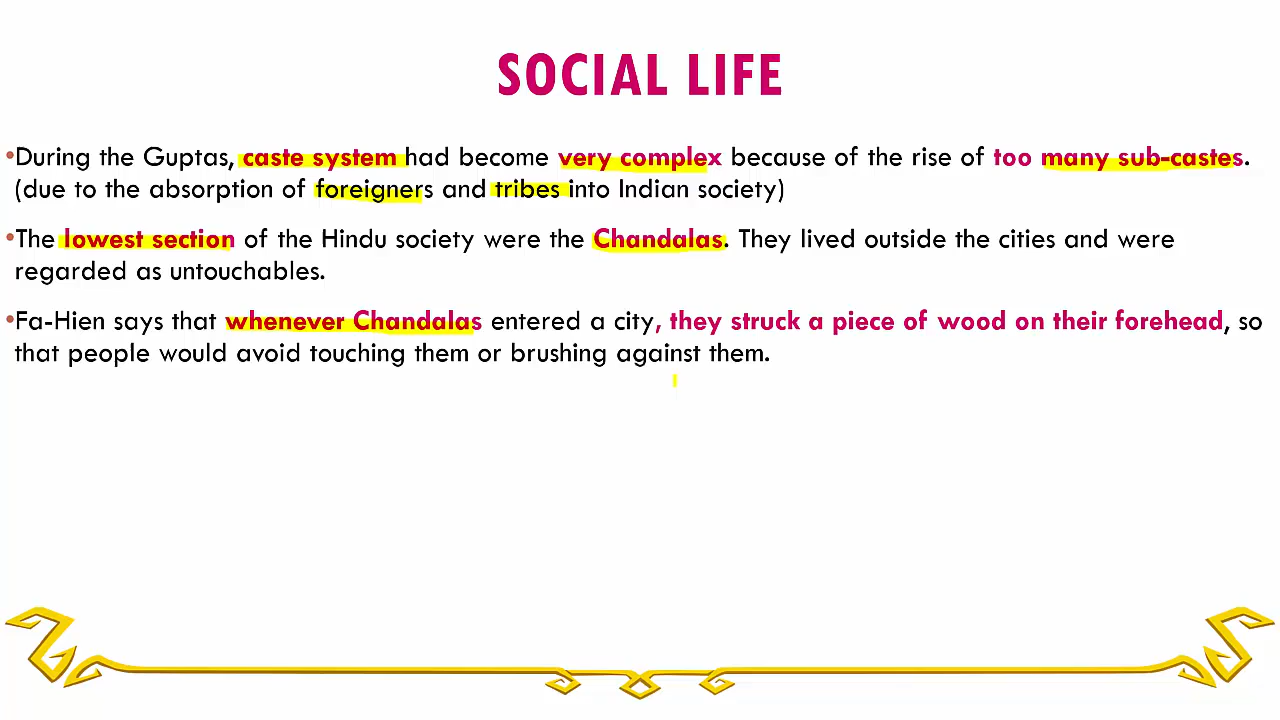 SOCIAL LIFE
•During the Guptas, caste system had become very complex because of the rise of too many sub-castes.
(due to the absorption of foreigners and tribes into Indian society)
•The lowest section of the Hindu society were the Chandalas. They lived outside the cities and were
regarded as untouchables.
•Fa-Hien says that whenever Chandalas entered a city, they struck a piece of wood on their forehead, so
that people would avoid touching them or brushing against them.